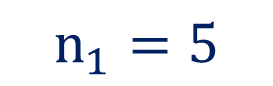 n₁ = 5